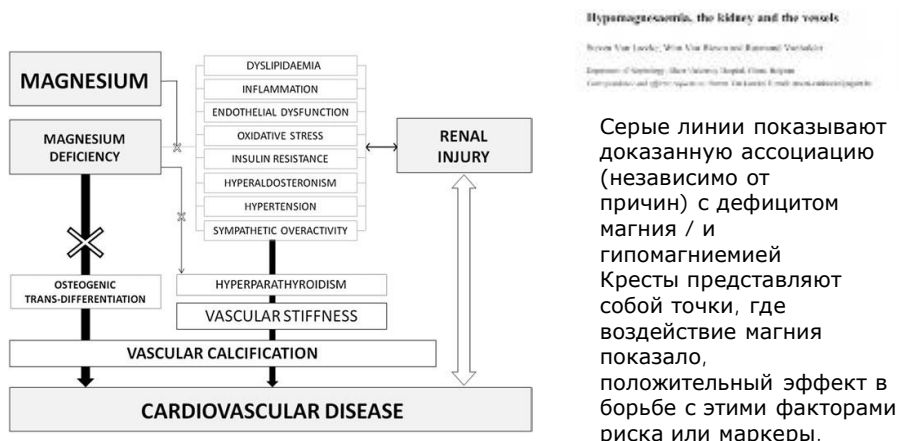 Hypomagnesaemia, the kidney and the vessels
MAGNESIUM
MAGNESIUM
DEFICIENCY
DYSLIPIDAEMIA
INFLAMMATION
ENDOTHELIAL DYSFUNCTION
OXIDATIVE STRESS
INSULIN RESISTANCE
HYPERALDOSTERONISM
HYPERTENSION
SYMPATHETIC OVERACTIVITY
RENAL
INJURY
OSTEOGENIC
TRANS-DIFFERENTIATION
HYPERPARATHYROIDISM
VASCULAR STIFFNESS
VASCULAR CALCIFICATION
CARDIOVASCULAR DISEASE
Серые линии показывают
доказанную ассоциацию
(независимо от
причин) с дефицитом
магния / и
гипомагниемией
Кресты представляют
собой точки, где
воздействие магния
показало,
положительный эффект в
борьбе с этими факторами
риска или маркеры.